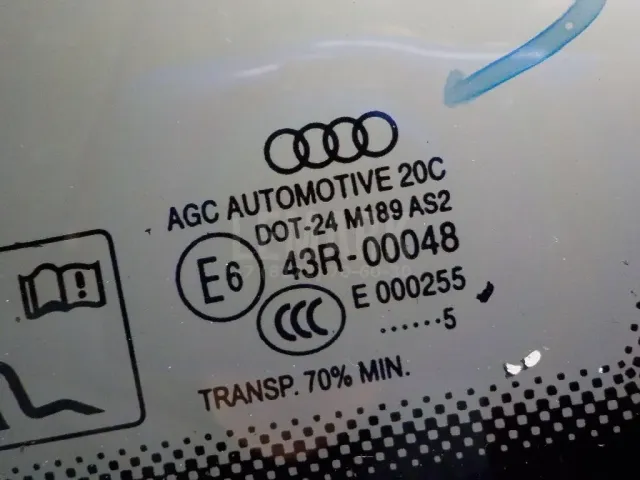 AGC AUTOMOTIVE 20C
DOT-24 M189 AS2
E6 43R-00048
CCC E 000255
......5
TRANSP. 70% MIN.